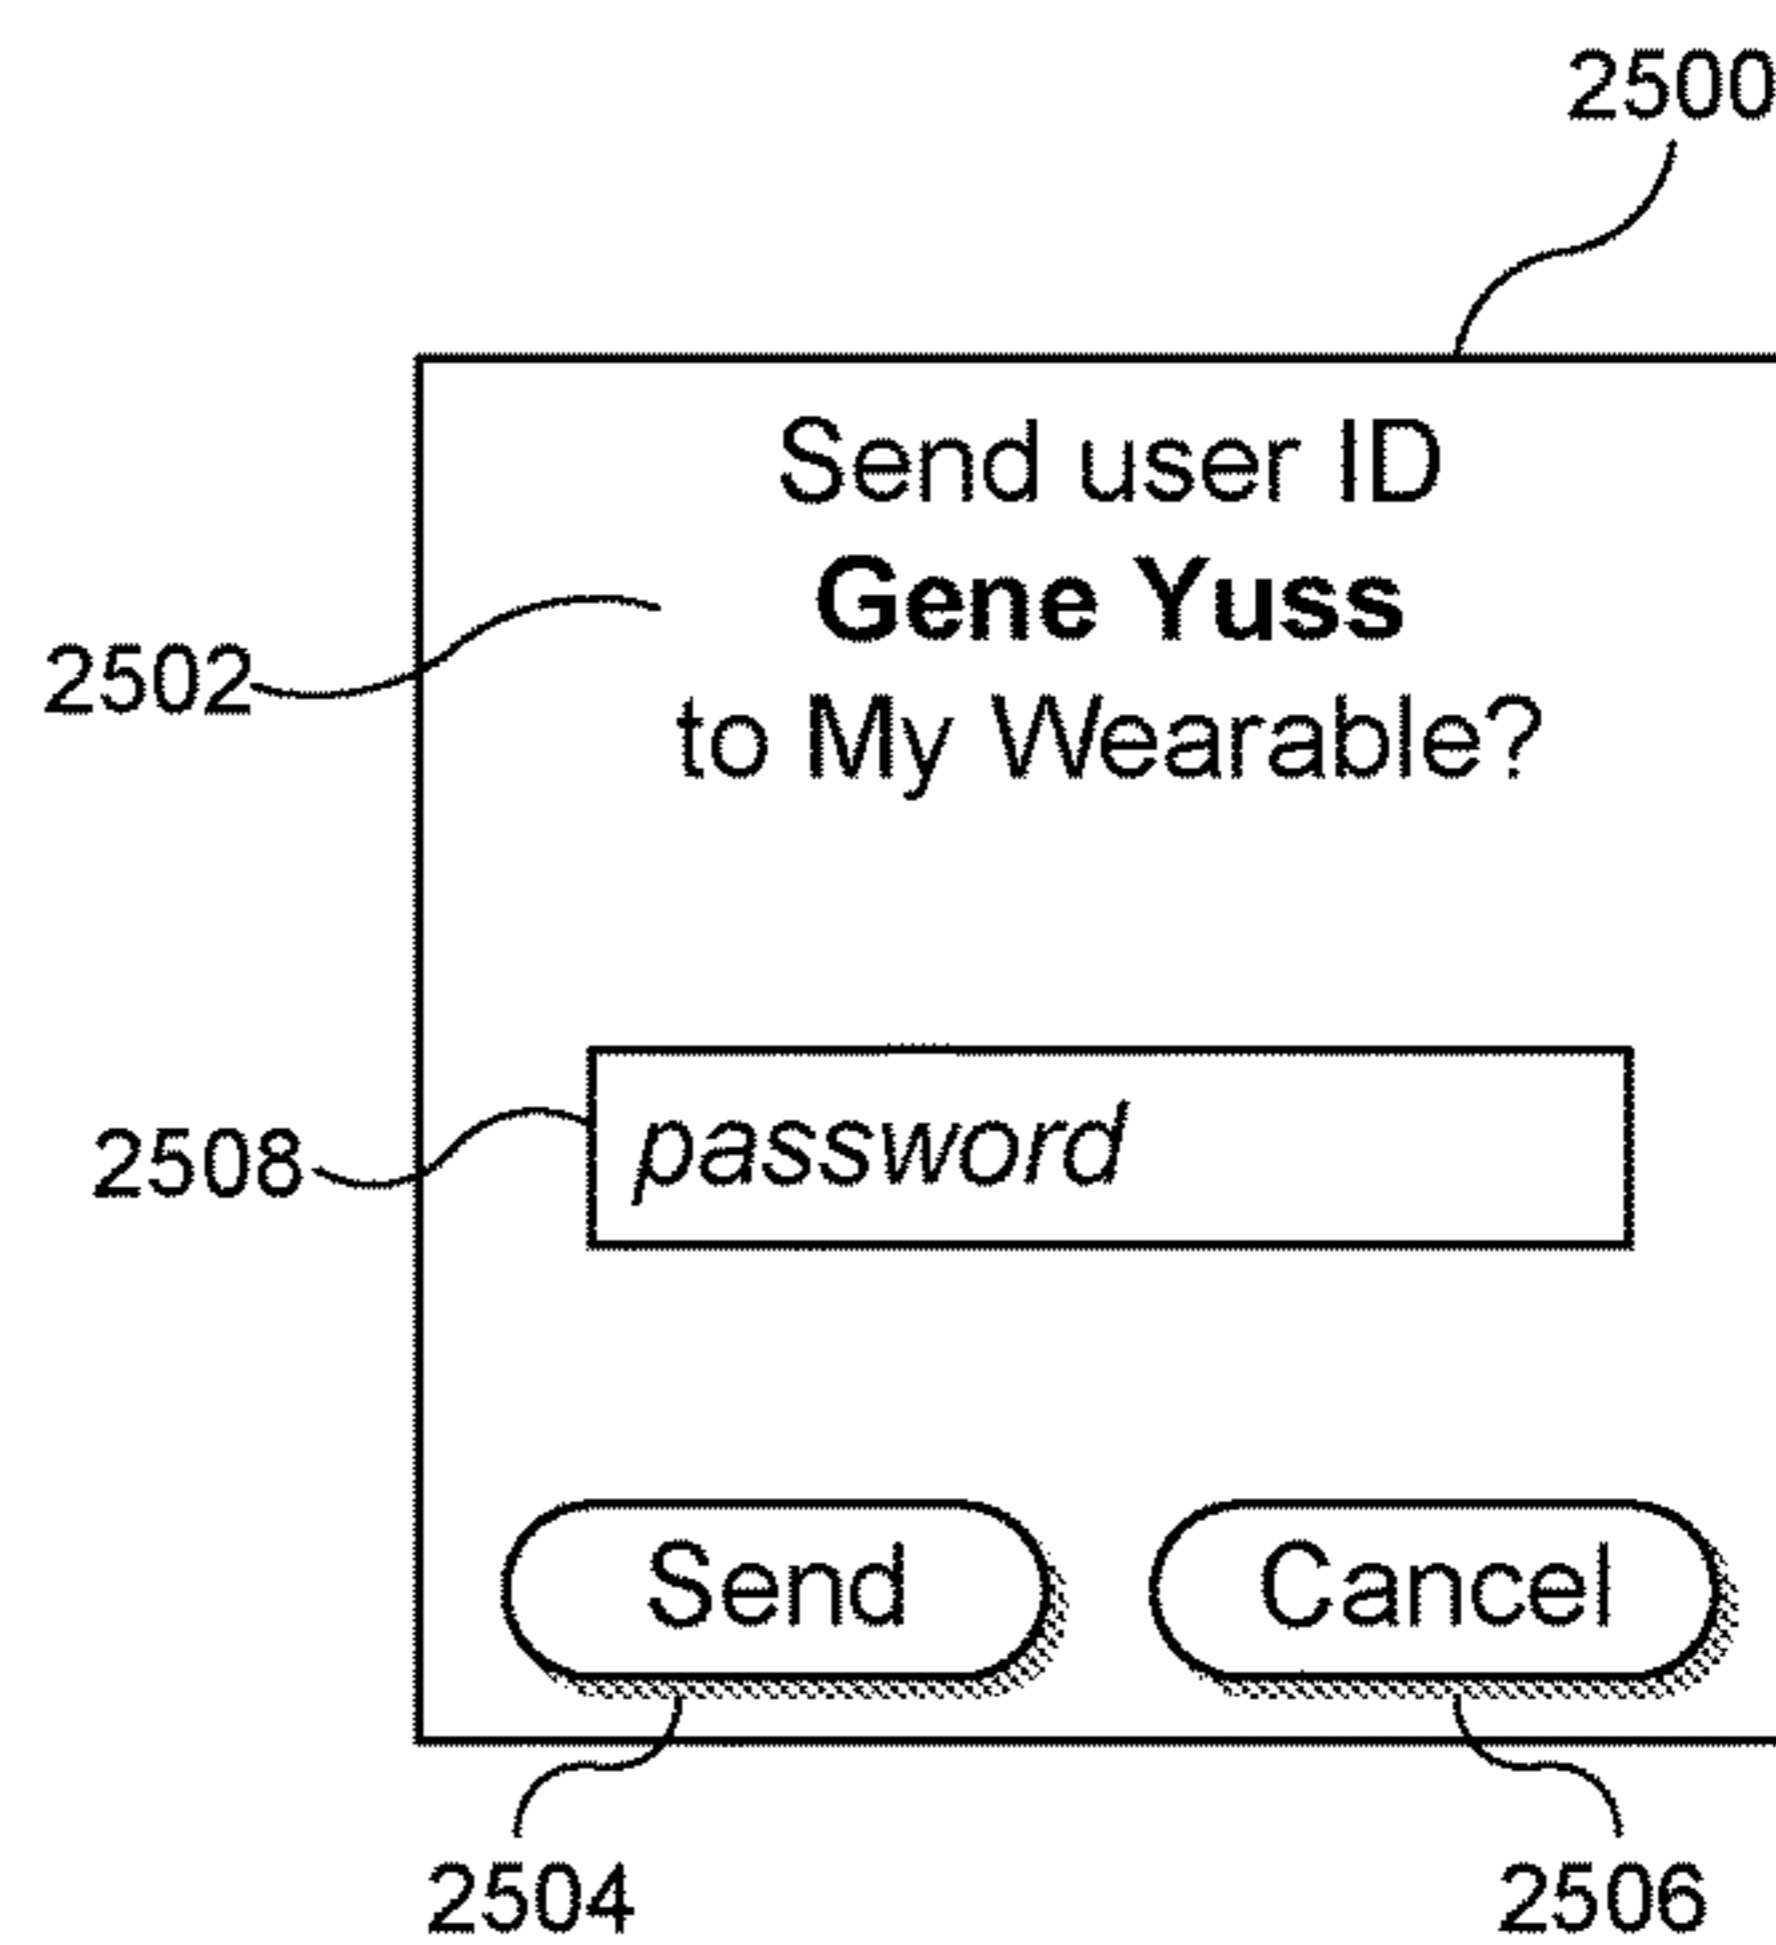 2500
Send user ID
Gene Yuss
2502
to My Wearable?
2508
password
Send Cancel
2504 2506